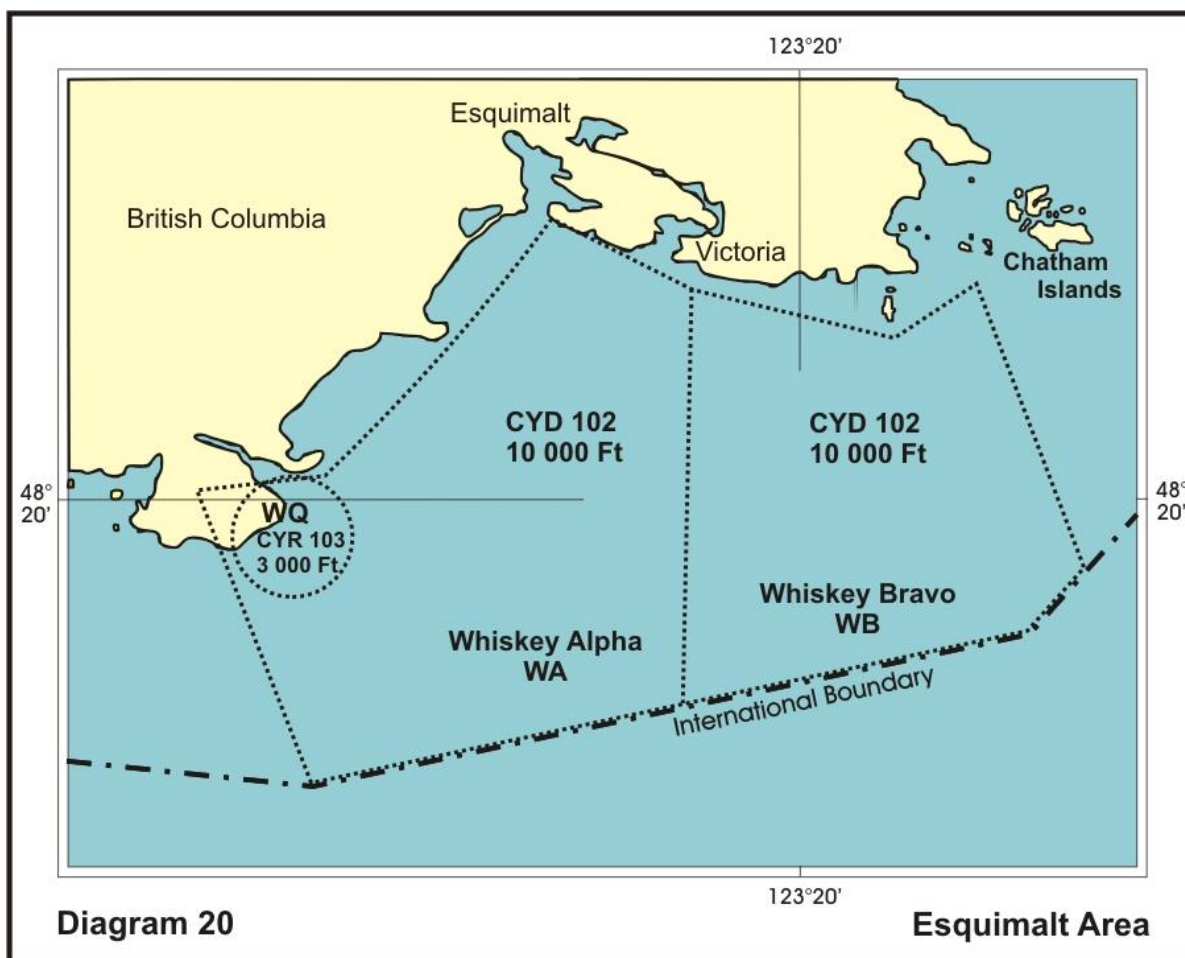 123°20'
Esquimalt
British Columbia
Victoria
Chatham
Islands
CYD 102
10 000 Ft
CYD 102
10 000 Ft
48°
20'
48°
20'
WQ
CYR 103
3 000 Ft
Whiskey Bravo
WB
Whiskey Alpha
WA
International Boundary
123°20'
Diagram 20
Esquimalt Area